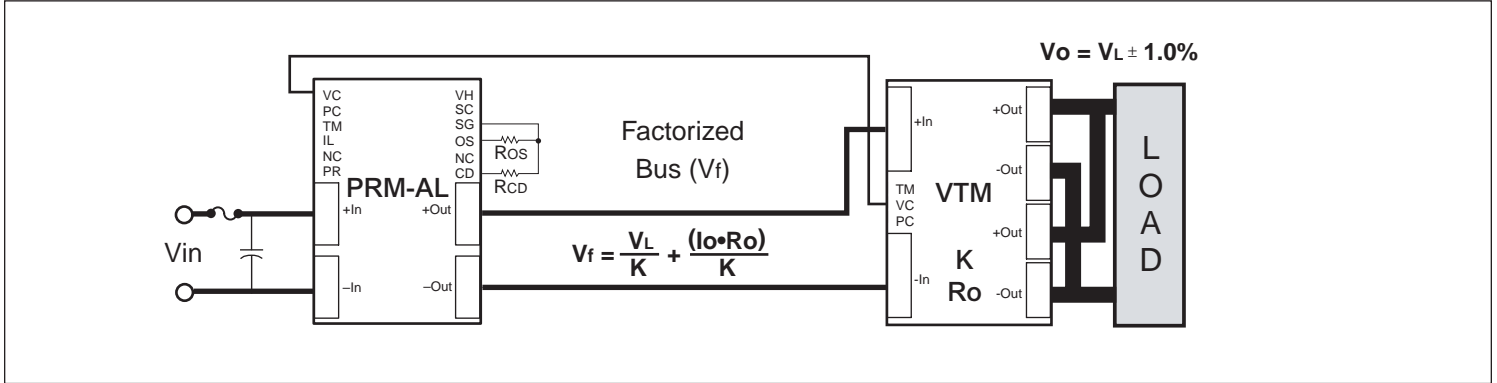 Vo = VL ± 1.0%
VC
PC
TM
IL
NC
PR
VH
SC
SG
OS
NC
CD
ROS
RCD
PRM-AL
+In
–In
+Out
–Out
Vin
Factorized
Bus (Vf)
Vf = VL/K + (Io•Ro)/K
+In
TM
VC
PC
-In
VTM
K
Ro
+Out
-Out
+Out
-Out
LOAD